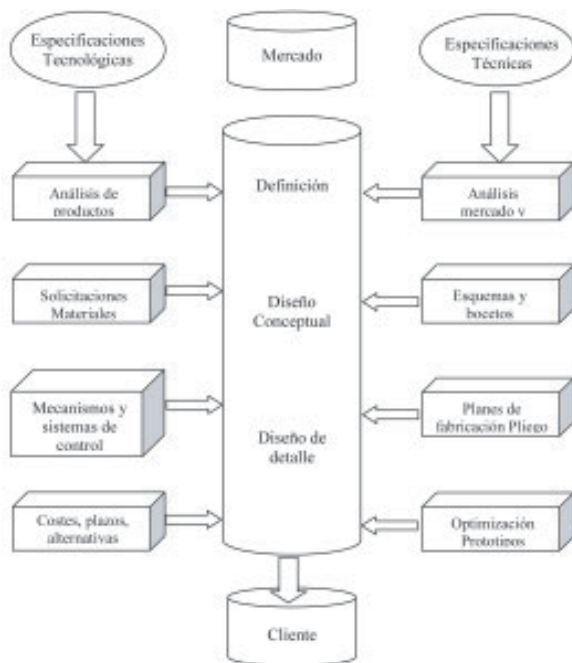 Especificaciones
Tecnológicas
Mercado
Especificaciones
Técnicas
Análisis de
productos
Definición
Análisis
mercado y
Solicitaciones
Materiales
Diseño
Conceptual
Esquemas y
bocetos
Mecanismos y
sistemas de
control
Diseño de
detalle
Planes de
fabricación Pliego
Costes, plazos,
alternativas
Optimización
Prototipos
Cliente